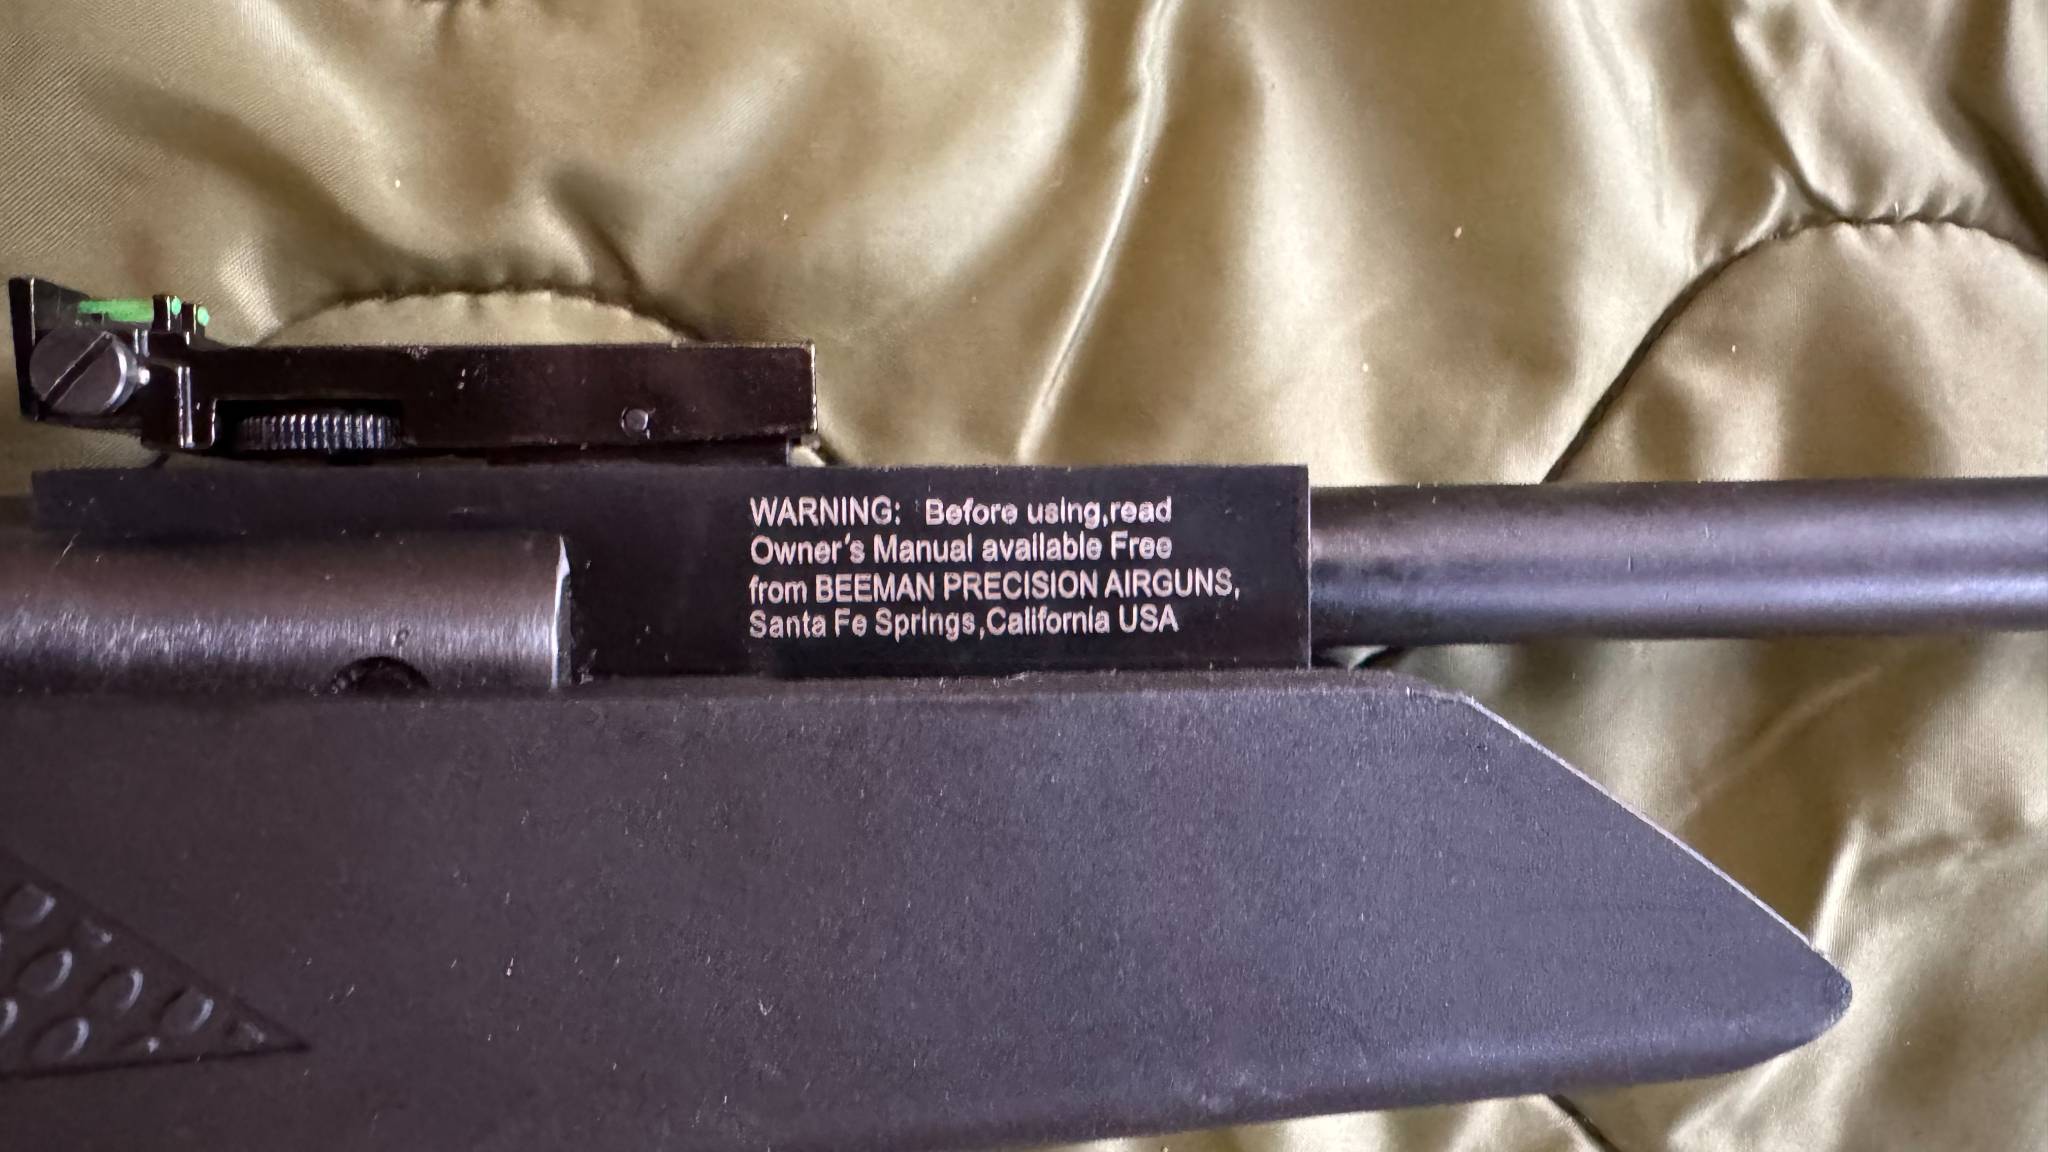 WARNING: Before using,read
Owner's Manual available Free
from BEEMAN PRECISION AIRGUNS,
Santa Fe Springs,California USA